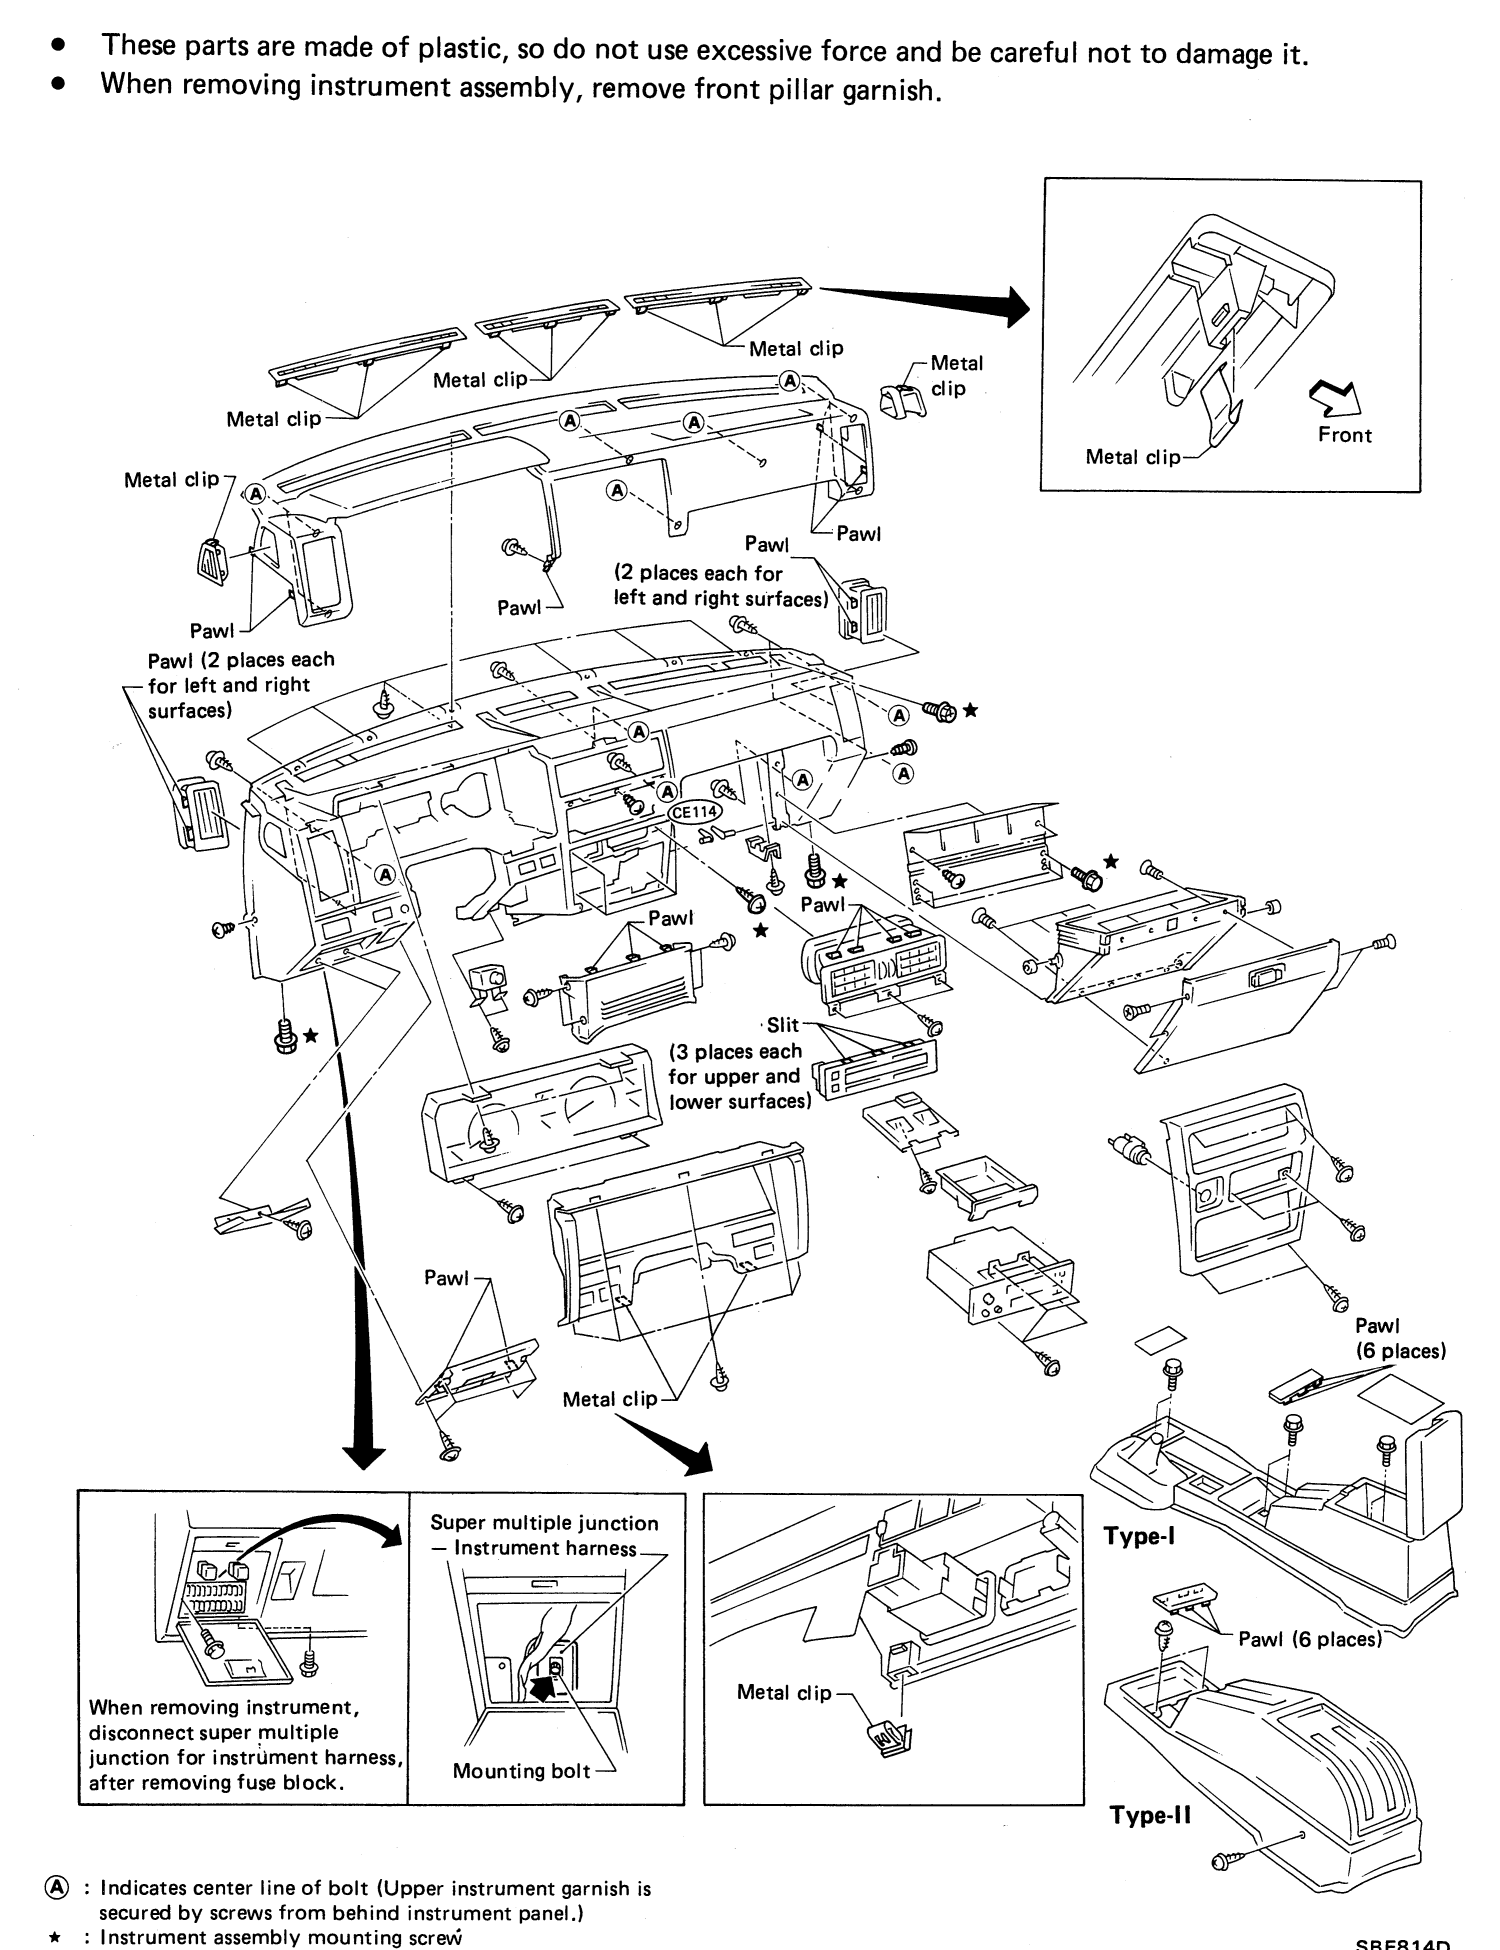 ● These parts are made of plastic, so do not use excessive force and be careful not to damage it.
● When removing instrument assembly, remove front pillar garnish.
Metal clip
Metal clip
Metal clip
Metal
clip
Front
Metal clip
Metal clip
A
A
A
A
A
Pawl
Pawl
Pawl
Pawl
(2 places each for
left and right surfaces)
Pawl (2 places each
for left and right
surfaces)
A
★
A
A
A
A
CE114
A
★
★
★
★
Pawl
Pawl
Slit
(3 places each
for upper and
lower surfaces)
Pawl
Metal clip
Pawl
(6 places)
Type-I
Pawl (6 places)
Type-II
When removing instrument,
disconnect super multiple
junction for instrument harness,
after removing fuse block.
Super multiple junction
— Instrument harness
Mounting bolt
Metal clip
A : Indicates center line of bolt (Upper instrument garnish is
secured by screws from behind instrument panel.)
★ : Instrument assembly mounting screw